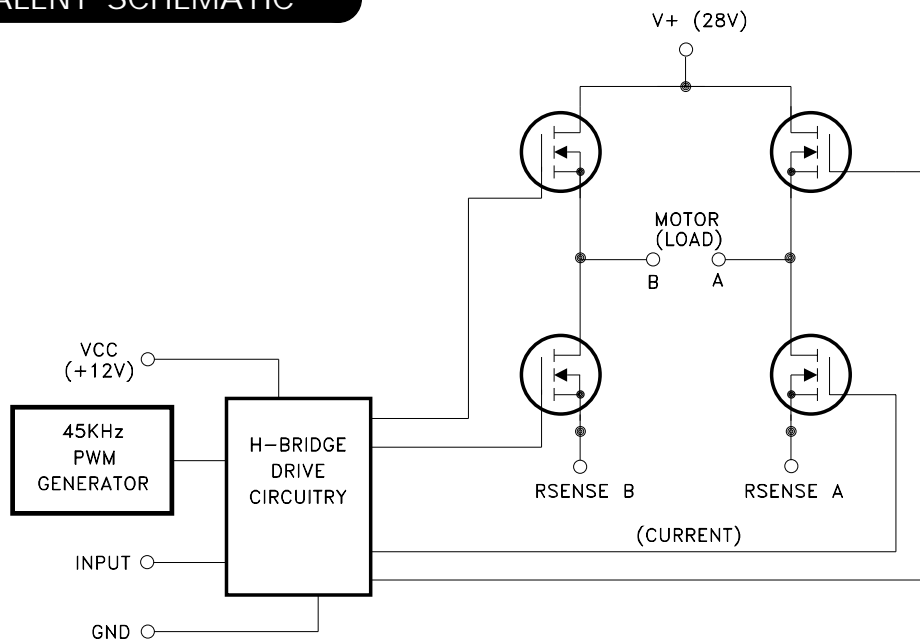 ALENT SCHEMATIC
V+ (28V)
MOTOR
(LOAD)
B
A
VCC
(+12V)
45KHz
PWM
GENERATOR
H-BRIDGE
DRIVE
CIRCUITRY
RSENSE B
RSENSE A
(CURRENT)
INPUT
GND